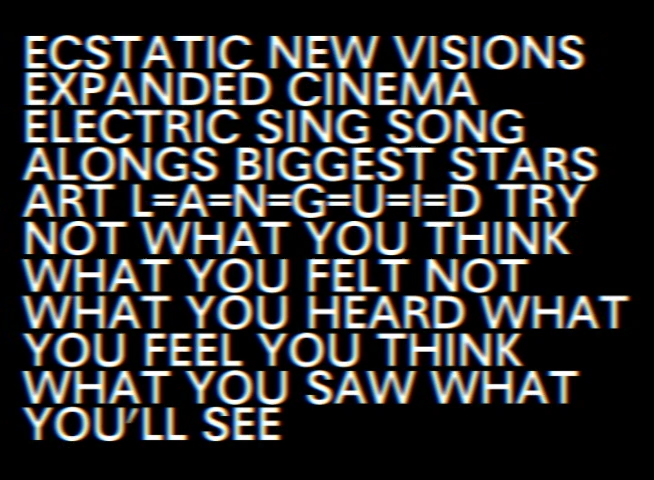 ECSTATIC NEW VISIONS
EXPANDED CINEMA
ELECTRIC SING SONG
ALONGS BIGGEST STARS
ART L=A=N=G=U=I=D TRY
NOT WHAT YOU THINK
WHAT YOU FELT NOT
WHAT YOU HEARD WHAT
YOU FEEL YOU THINK
WHAT YOU SAW WHAT
YOU'LL SEE